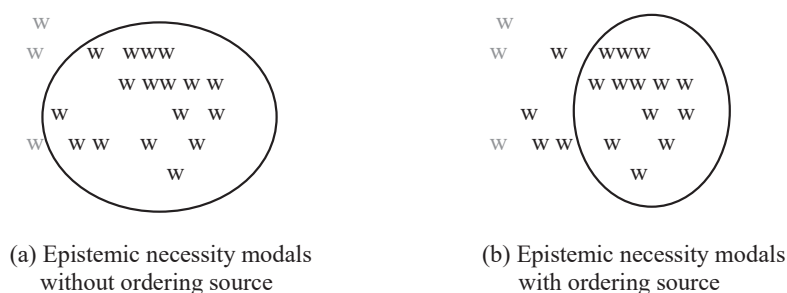 w w
w w www w w www
w ww w w w ww w w
w w w w w w
w w w w w w w w w w
w w
(a) Epistemic necessity modals (b) Epistemic necessity modals
without ordering source with ordering source